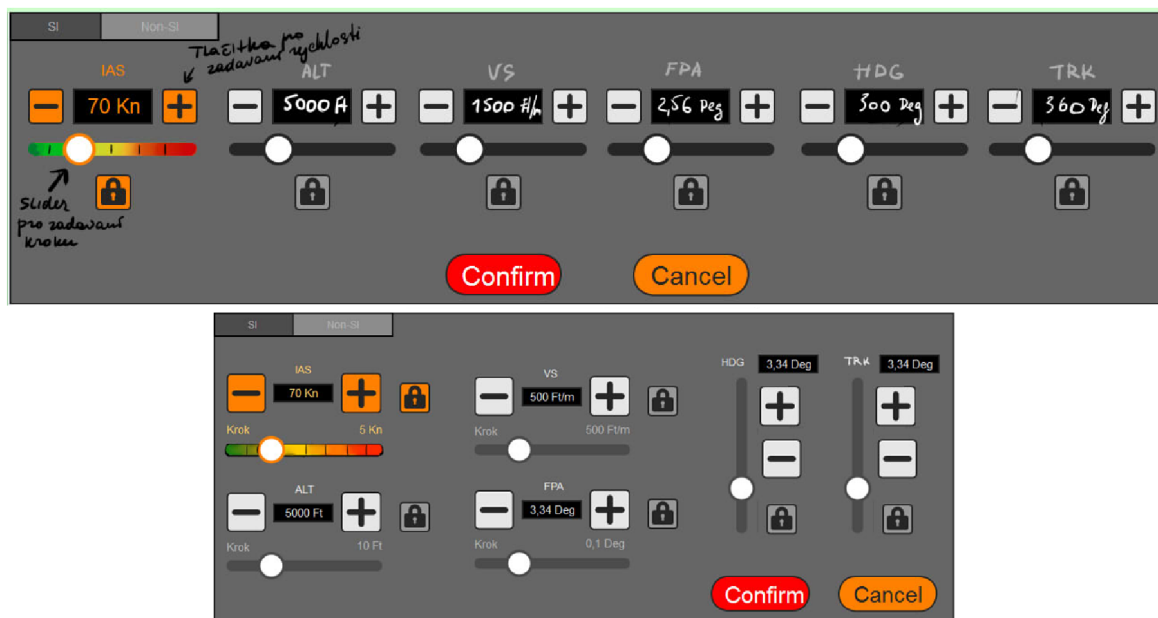 SI Non-SI
Tlačítka pro
zadavaní rychlosti
IAS ALT VS FPA HDG TRK
70 Kn 5000 ft 1500 ft/m 2,56 Deg 300 Deg 360 Deg
Slider
pro zadavaní
kroku
Confirm Cancel
SI Non-SI
IAS VS HDG 3,34 Deg TRK 3,34 Deg
70 Kn 500 Ft/m
Krok 5 Kn Krok 500 Ft/m
ALT FPA
5000 Ft 3,34 Deg
Krok 10 Ft Krok 0,1 Deg
Confirm Cancel